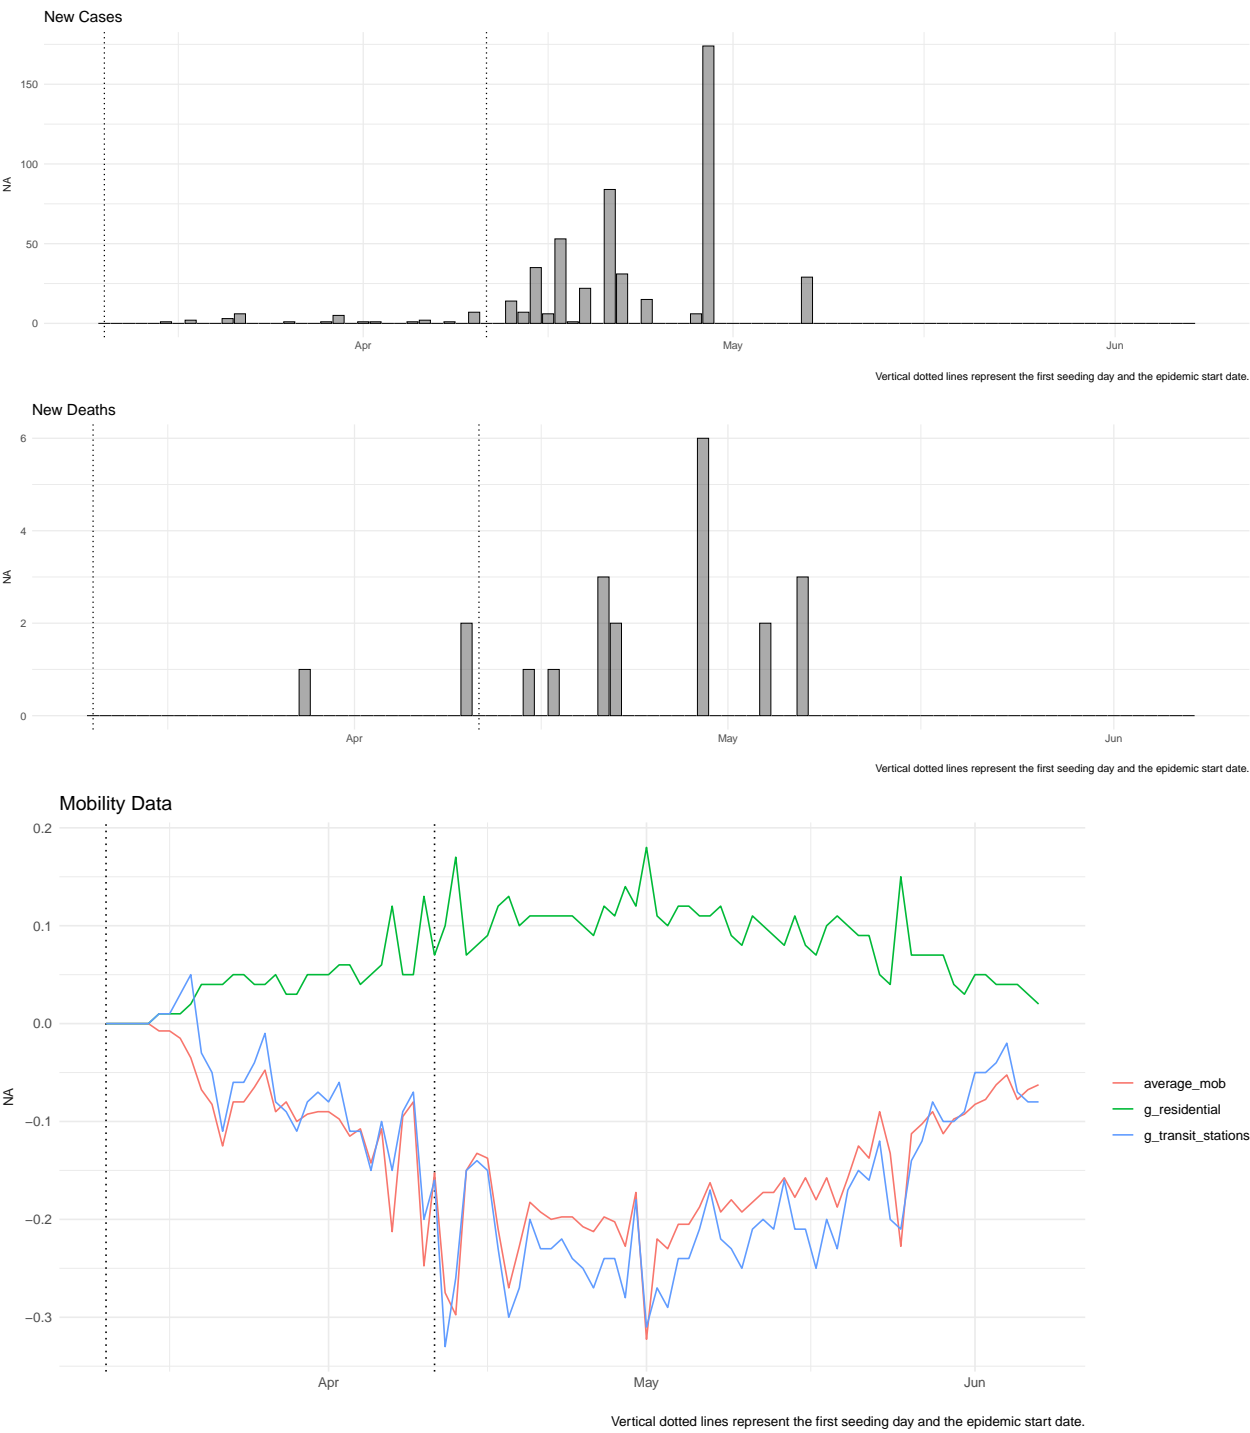 New Cases
150
100
50
0
NA
Apr
May
Jun
Vertical dotted lines represent the first seeding day and the epidemic start date.
New Deaths
6
4
2
0
NA
Apr
May
Jun
Vertical dotted lines represent the first seeding day and the epidemic start date.
Mobility Data
0.2
0.1
0.0
−0.1
−0.2
−0.3
NA
Apr
May
Jun
average_mob
g_residential
g_transit_stations
Vertical dotted lines represent the first seeding day and the epidemic start date.